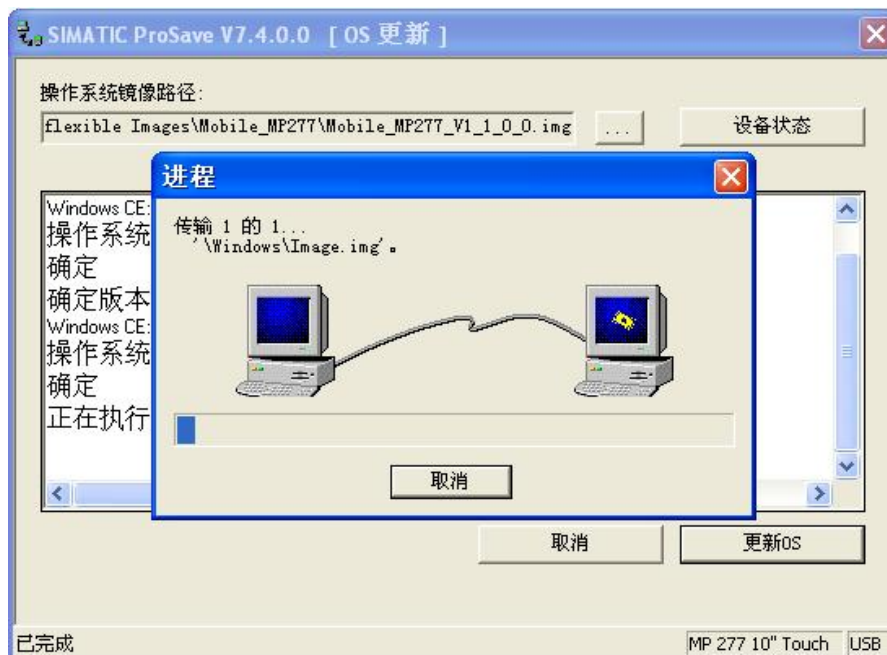 SIMATIC ProSave V7.4.0.0 [ OS 更新 ]
操作系统镜像路径:
flexible Images\Mobile_MP277\Mobile_MP277_V1_1_0_0.img
...
设备状态
进程
传输 1 的 1...
'\Windows\Image.img'。
取消
Windows CE:
操作系统
确定
确定版本
Windows CE:
操作系统
确定
正在执行
取消
更新OS
已完成
MP 277 10" Touch
USB